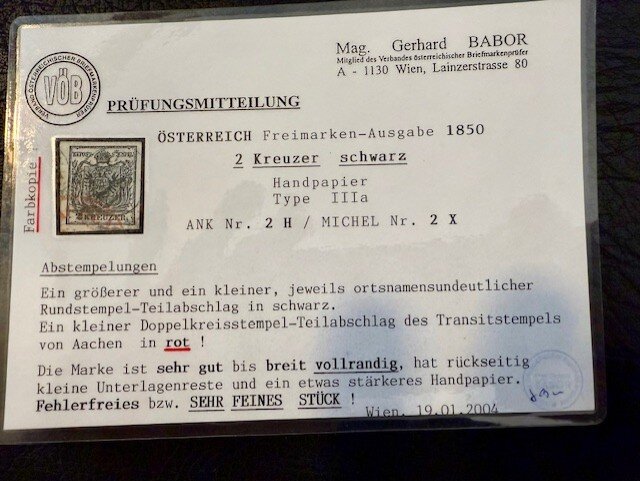 Mag. Gerhard BABOR
Mitglied des Verbandes österreichischer Briefmarkenprüfer
A - 1130 Wien, Lainzerstrasse 80
VERBAND ÖSTERREICHISCHER BRIEFMARKENPRÜFER
VÖB
PRÜFUNGSMITTEILUNG
ÖSTERREICH Freimarken-Ausgabe 1850
2 Kreuzer schwarz
Handpapier
Type IIIa
ANK Nr. 2 H / MICHEL Nr. 2 X
Farbkopie
KREUZER
Abstempelungen
Ein größerer und ein kleiner, jeweils ortsnamensundeutlicher
Rundstempel-Teilabschlag in schwarz.
Ein kleiner Doppelkreisstempel-Teilabschlag des Transitstempels
von Aachen in rot !
Die Marke ist sehr gut bis breit vollrandig, hat rückseitig
kleine Unterlagenreste und ein etwas stärkeres Handpapier.
Fehlerfreies bzw. SEHR FEINES STÜCK !
Wien, 19.01.2004